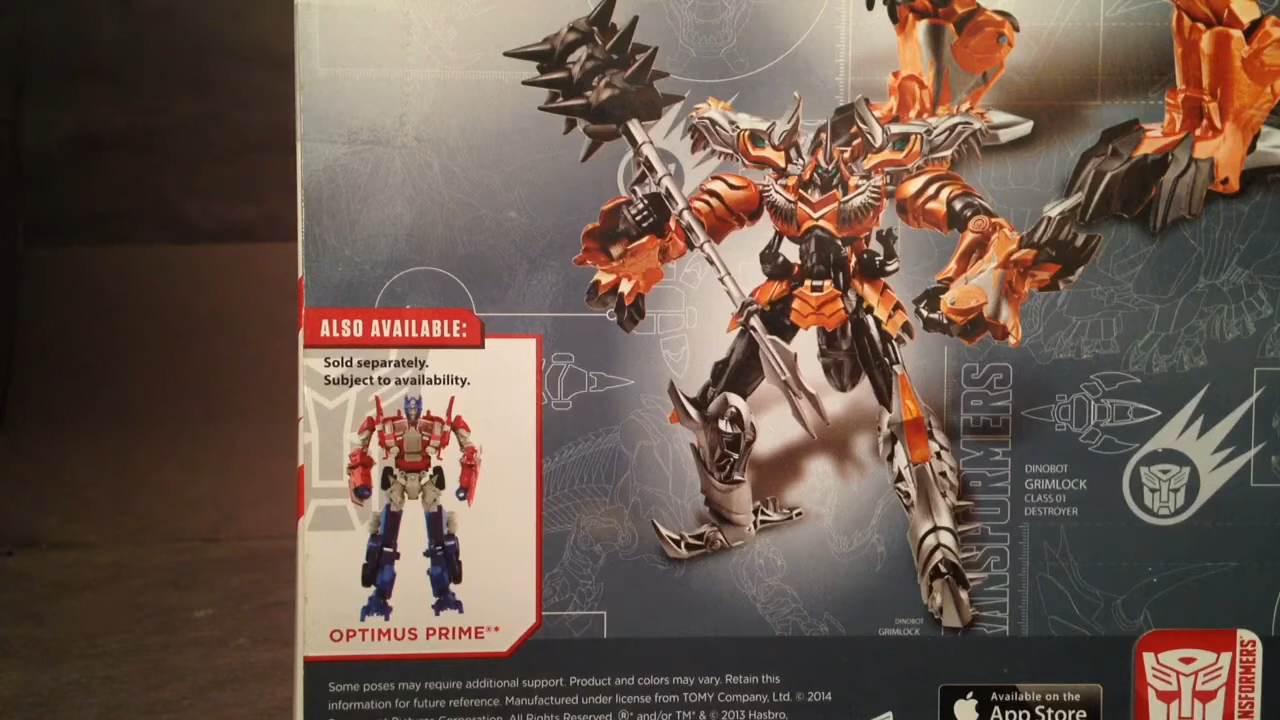 ALSO AVAILABLE:
Sold separately.
Subject to availability.
OPTIMUS PRIME**
TRANSFORMERS
DINOBOT
GRIMLOCK
CLASS 01
DESTROYER
DINOBOT
GRIMLOCK
Some poses may require additional support. Product and colors may vary. Retain this
information for future reference. Manufactured under license from TOMY Company, Ltd. © 2014
Pictures Corporation. All Rights Reserved. ®* and/or TM* & © 2013 Hasbro,
Available on the
App Store
TRANSFORMERS